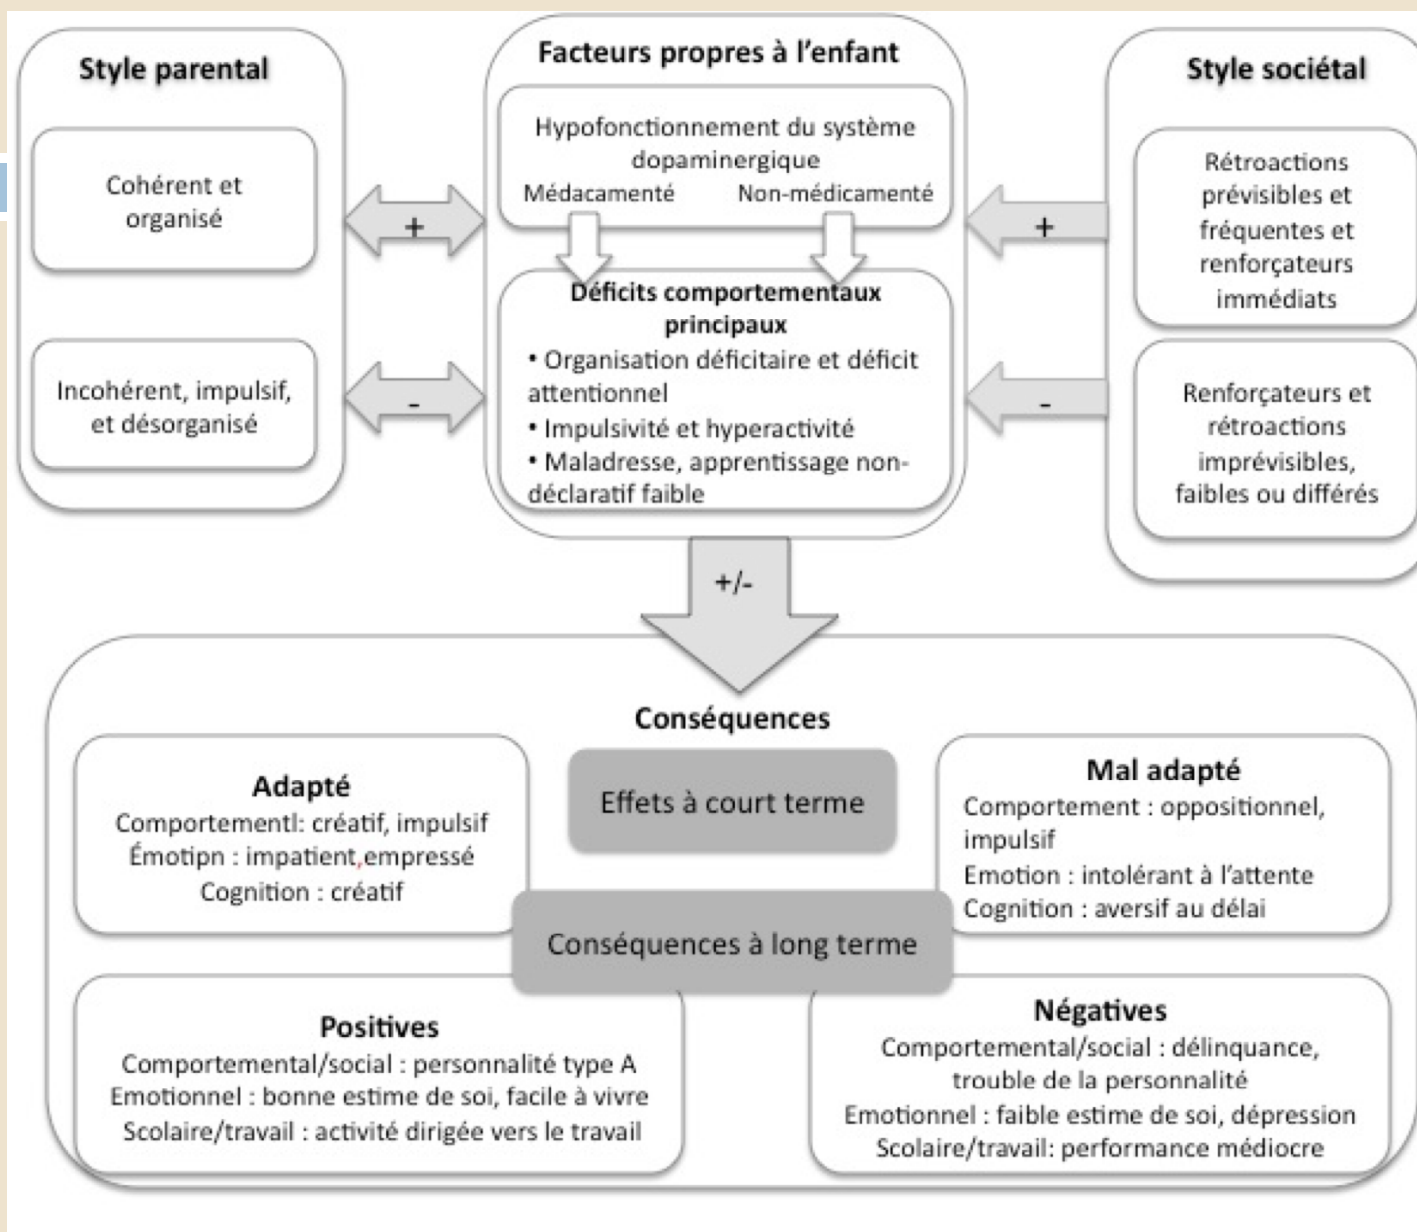 Style parental
Cohérent et
organisé
Incohérent, impulsif,
et désorganisé
+
-
Facteurs propres à l'enfant
Hypofonctionnement du système
dopaminergique
Médacamenté Non-médicamenté
Déficits comportementaux
principaux
• Organisation déficitaire et déficit
attentionnel
• Impulsivité et hyperactivité
• Maladresse, apprentissage non-
déclaratif faible
+
-
Style sociétal
Rétroactions
prévisibles et
fréquentes et
renforçateurs
immédiats
Renforçateurs et
rétroactions
imprévisibles,
faibles ou différés
+/-
Conséquences
Effets à court terme
Adapté
Comportementl: créatif, impulsif
Émotipn : impatient,empressé
Cognition : créatif
Mal adapté
Comportement : oppositionnel,
impulsif
Emotion : intolérant à l'attente
Cognition : aversif au délai
Conséquences à long terme
Positives
Comportemental/social : personnalité type A
Emotionnel : bonne estime de soi, facile à vivre
Scolaire/travail : activité dirigée vers le travail
Négatives
Comportemental/social : délinquance,
trouble de la personnalité
Emotionnel : faible estime de soi, dépression
Scolaire/travail: performance médiocre